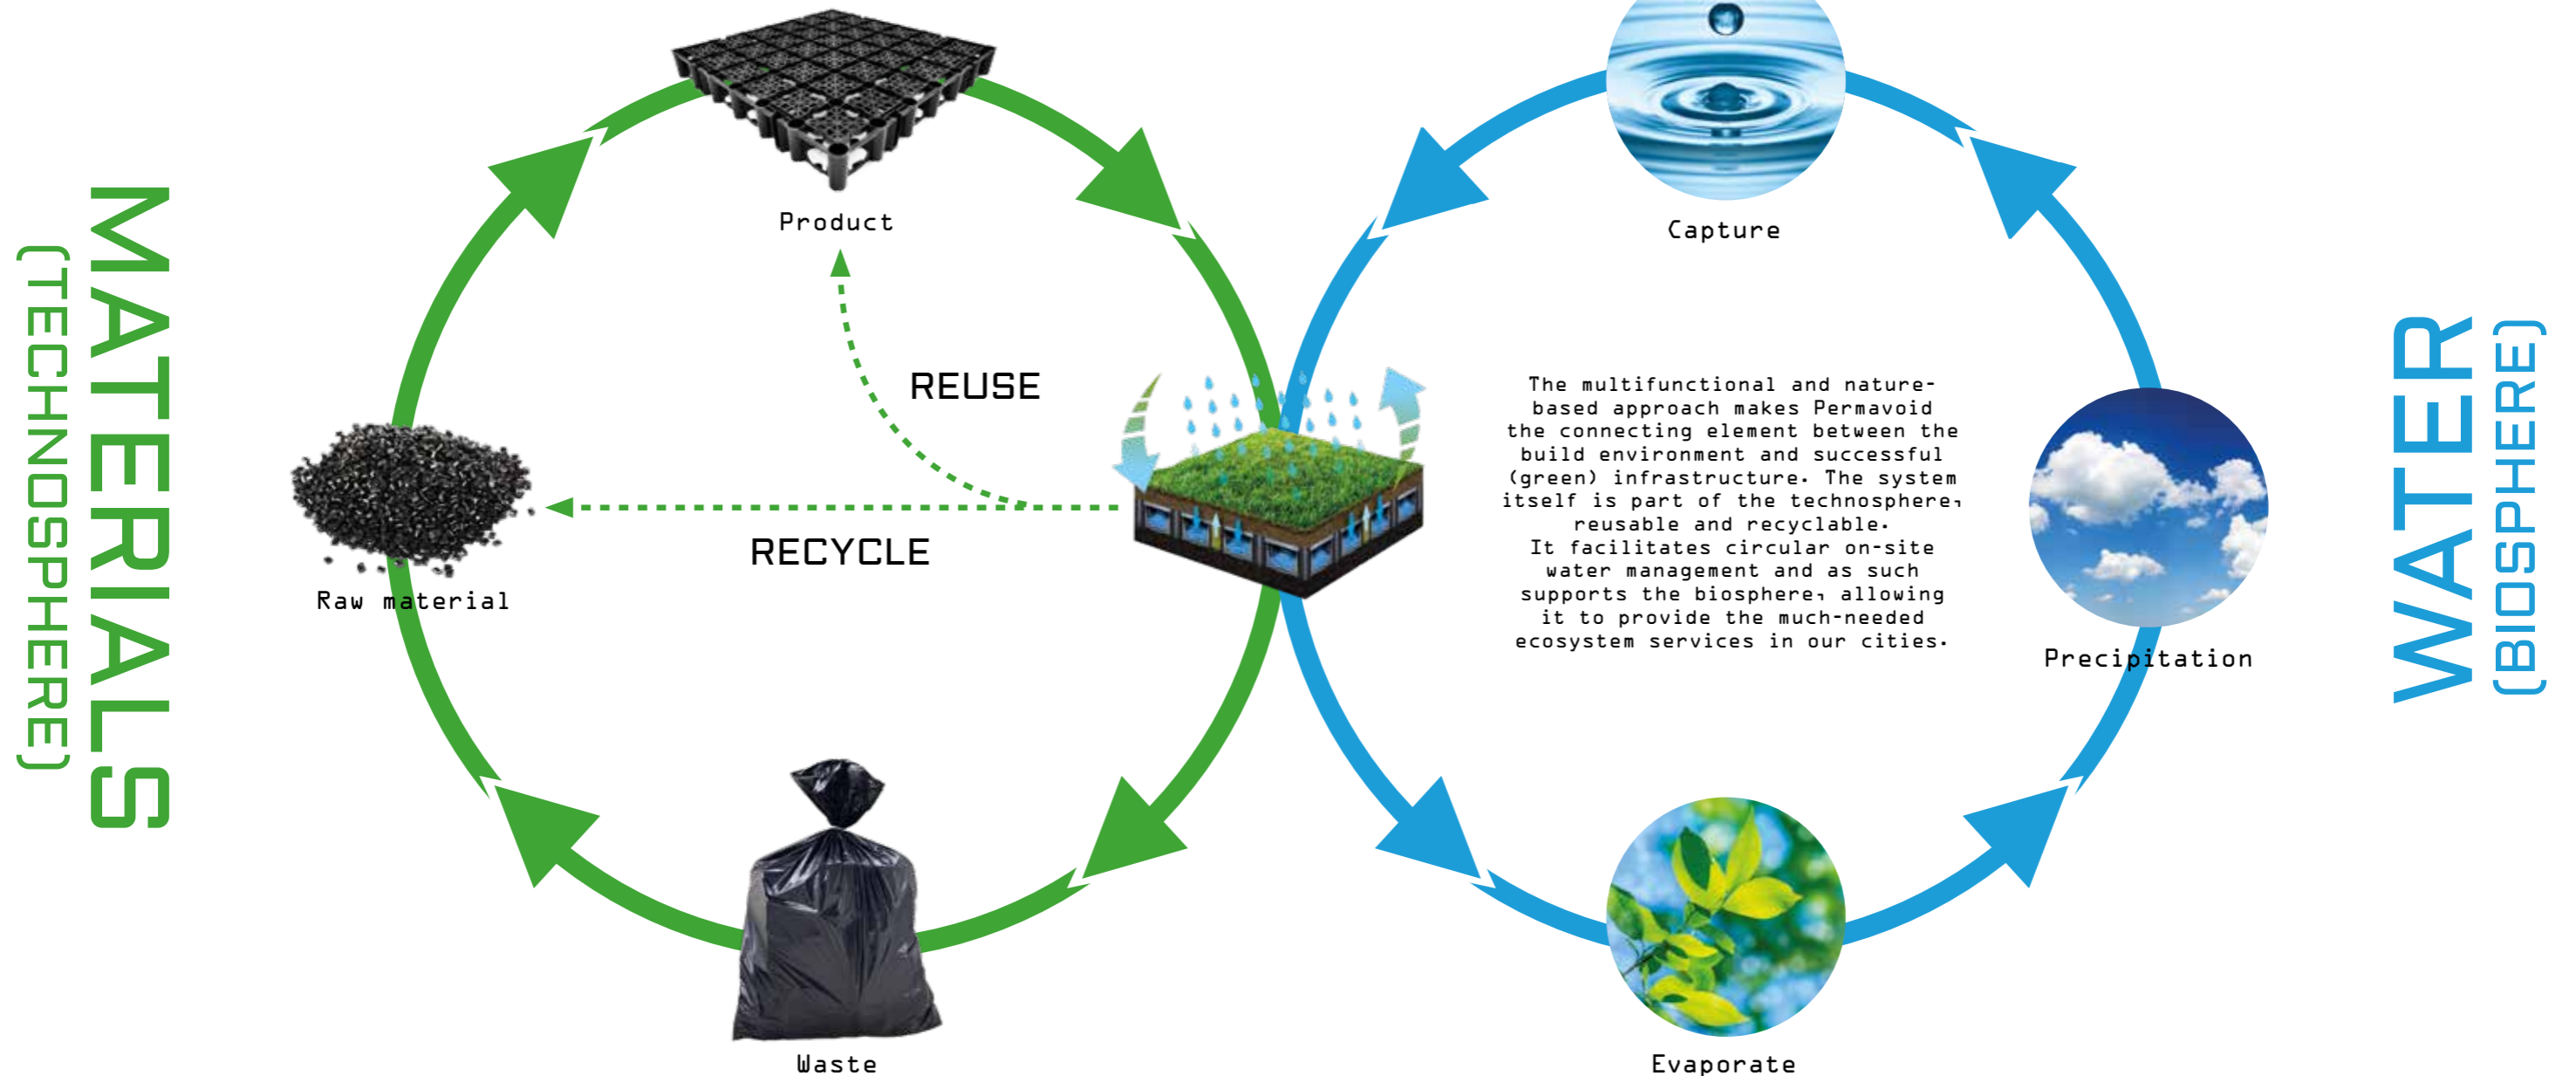 MATERIALS
(TECHNOSPHERE)
Product
REUSE
RECYCLE
Raw material
Waste
Capture
The multifunctional and nature-
based approach makes Permavoid
the connecting element between the
build environment and successful
(green) infrastructure. The system
itself is part of the technosphere,
reusable and recyclable.
It facilitates circular on-site
water management and as such
supports the biosphere, allowing
it to provide the much-needed
ecosystem services in our cities.
Precipitation
Evaporate
WATER
(BIOSPHERE)